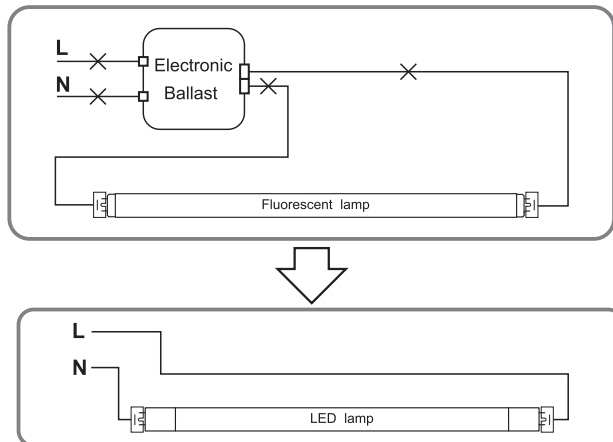 L
N
Electronic
Ballast
Fluorescent lamp
L
N
LED lamp